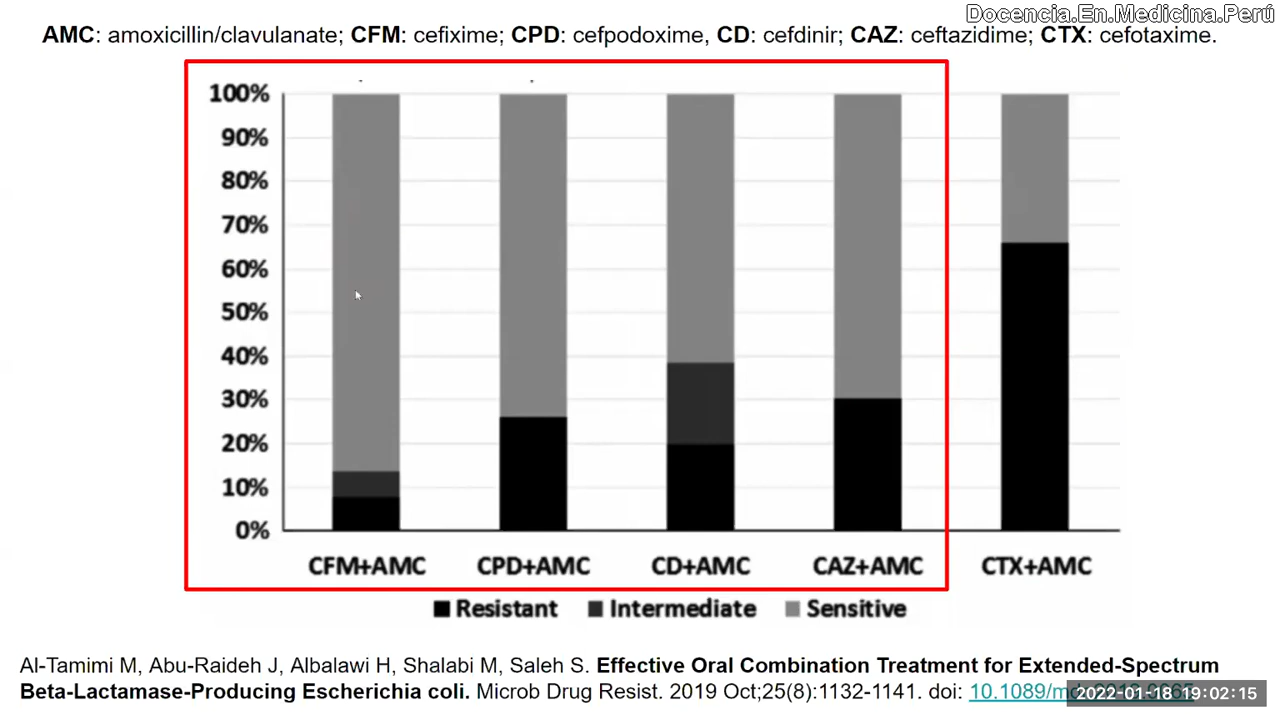 Docencia.En.Medicina.Perú
AMC: amoxicillin/clavulanate; CFM: cefixime; CPD: cefpodoxime, CD: cefdinir; CAZ: ceftazidime; CTX: cefotaxime.
100%
90%
80%
70%
60%
50%
40%
30%
20%
10%
0%
CFM+AMC CPD+AMC CD+AMC CAZ+AMC CTX+AMC
Resistant Intermediate Sensitive
Al-Tamimi M, Abu-Raideh J, Albalawi H, Shalabi M, Saleh S. Effective Oral Combination Treatment for Extended-Spectrum
Beta-Lactamase-Producing Escherichia coli. Microb Drug Resist. 2019 Oct;25(8):1132-1141. doi: 10.1089/
2022-01-18 19:02:15